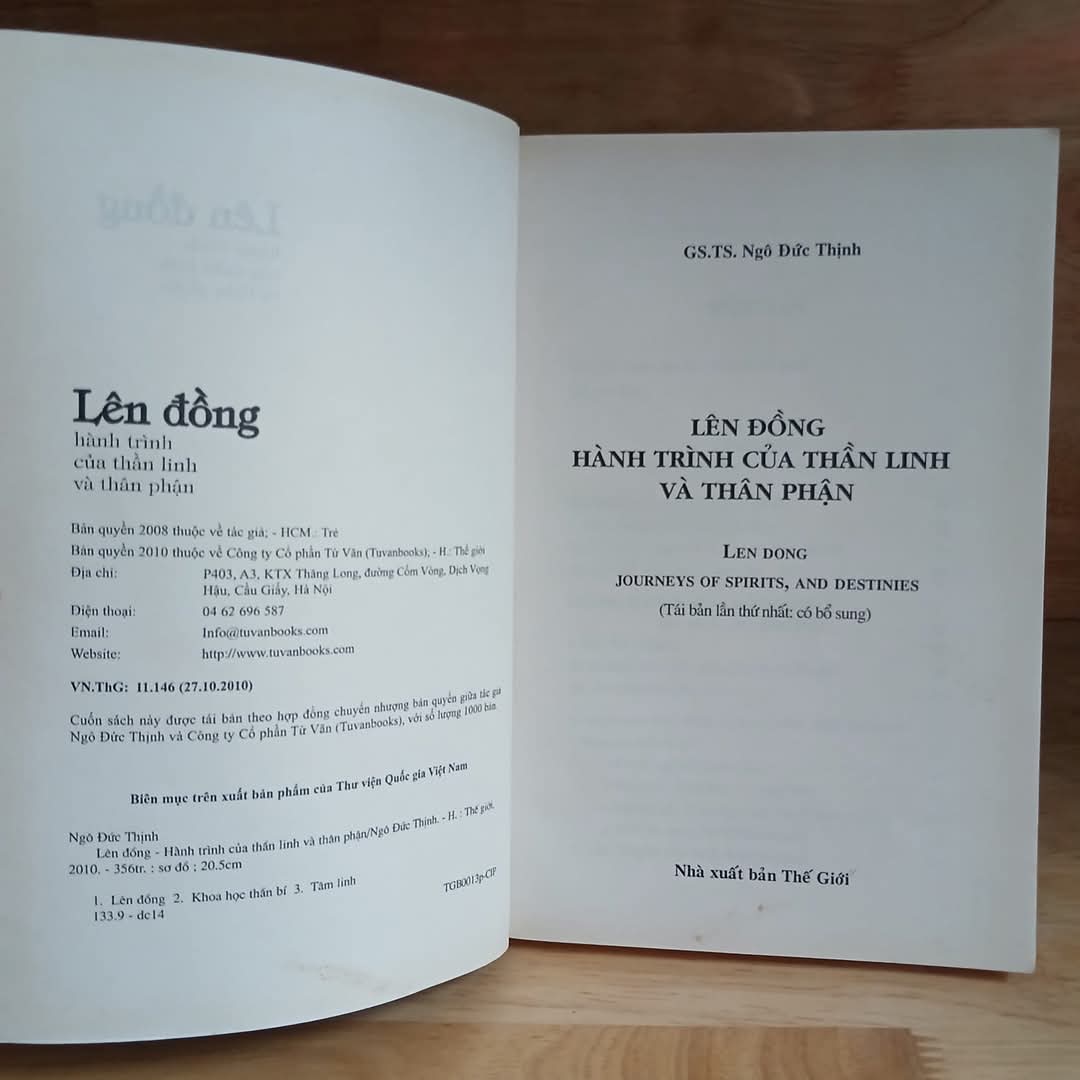 Lên đồng
hành trình
của thần linh
và thân phận
Bản quyền 2008 thuộc về tác giả; - HCM.: Trẻ
Bản quyền 2010 thuộc về Công ty Cổ phần Từ Văn (Tuvanbooks); - H.: Thế giới
Địa chỉ: P403, A3, KTX Thăng Long, đường Cốm Vòng, Dịch Vọng
Hậu, Cầu Giấy, Hà Nội
Điện thoại: 04 62 696 587
Email: Info@tuvanbooks.com
Website: http://www.tuvanbooks.com
VN.ThG: 11.146 (27.10.2010)
Cuốn sách này được tái bản theo hợp đồng chuyển nhượng bản quyền giữa tác giả
Ngô Đức Thịnh và Công ty Cổ phần Từ Văn (Tuvanbooks), với số lượng 1000 bản.
Biên mục trên xuất bản phẩm của Thư viện Quốc gia Việt Nam
Ngô Đức Thịnh
Lên đồng - Hành trình của thần linh và thân phận/Ngô Đức Thịnh. - H. : Thế giới,
2010. - 356tr. : sơ đồ ; 20.5cm
1. Lên đồng 2. Khoa học thần bí 3. Tâm linh
133.9 - dc14
TGB0013p-CIP
GS.TS. Ngô Đức Thịnh
LÊN ĐỒNG
HÀNH TRÌNH CỦA THẦN LINH
VÀ THÂN PHẬN
LEN DONG
JOURNEYS OF SPIRITS, AND DESTINIES
(Tái bản lần thứ nhất: có bổ sung)
Nhà xuất bản Thế Giới